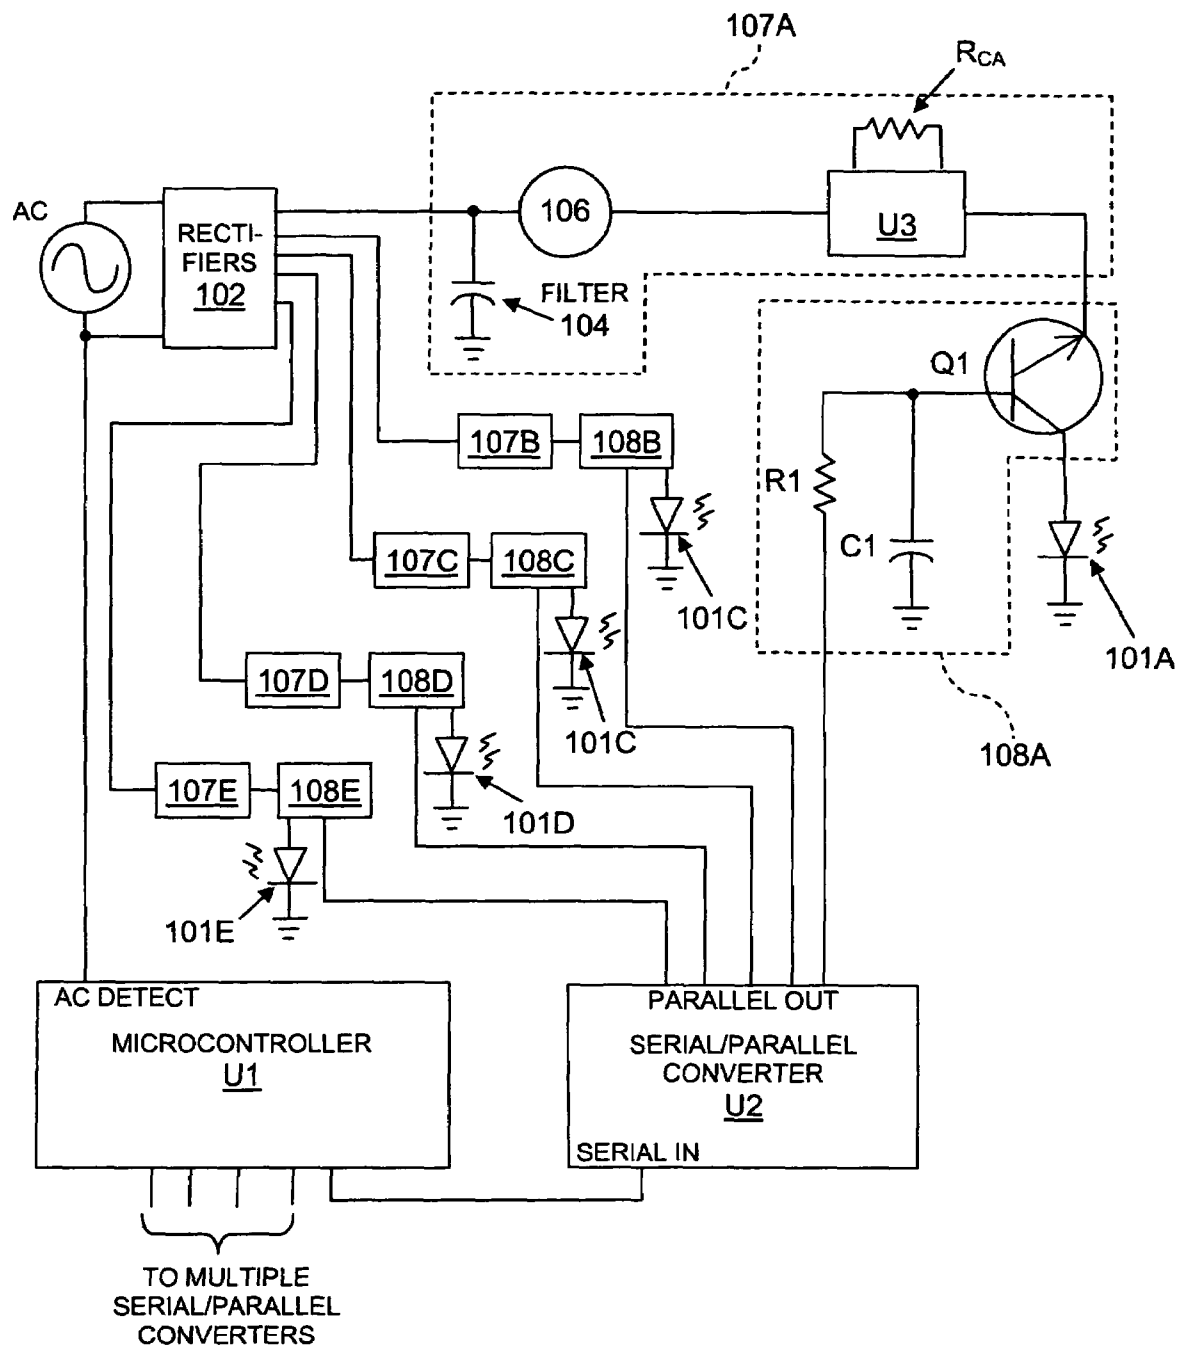 107A
RCA
AC
RECTI-
FIERS
102
106
U3
FILTER
104
Q1
107B
108B
R1
C1
101C
101A
107C
108C
101C
107D
108D
108A
101D
107E
108E
101E
AC DETECT
MICROCONTROLLER
U1
PARALLEL OUT
SERIAL/PARALLEL
CONVERTER
U2
SERIAL IN
TO MULTIPLE
SERIAL/PARALLEL
CONVERTERS